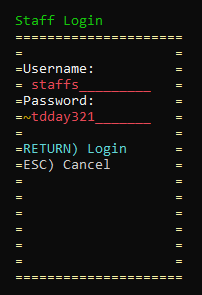 Staff Login
=====================
=                   =
=Username:          =
= staffs_________   =
=Password:          =
=~tdday321_______   =
=                   =
=RETURN) Login      =
=ESC) Cancel        =
=                   =
=                   =
=                   =
=                   =
=                   =
=                   =
=====================